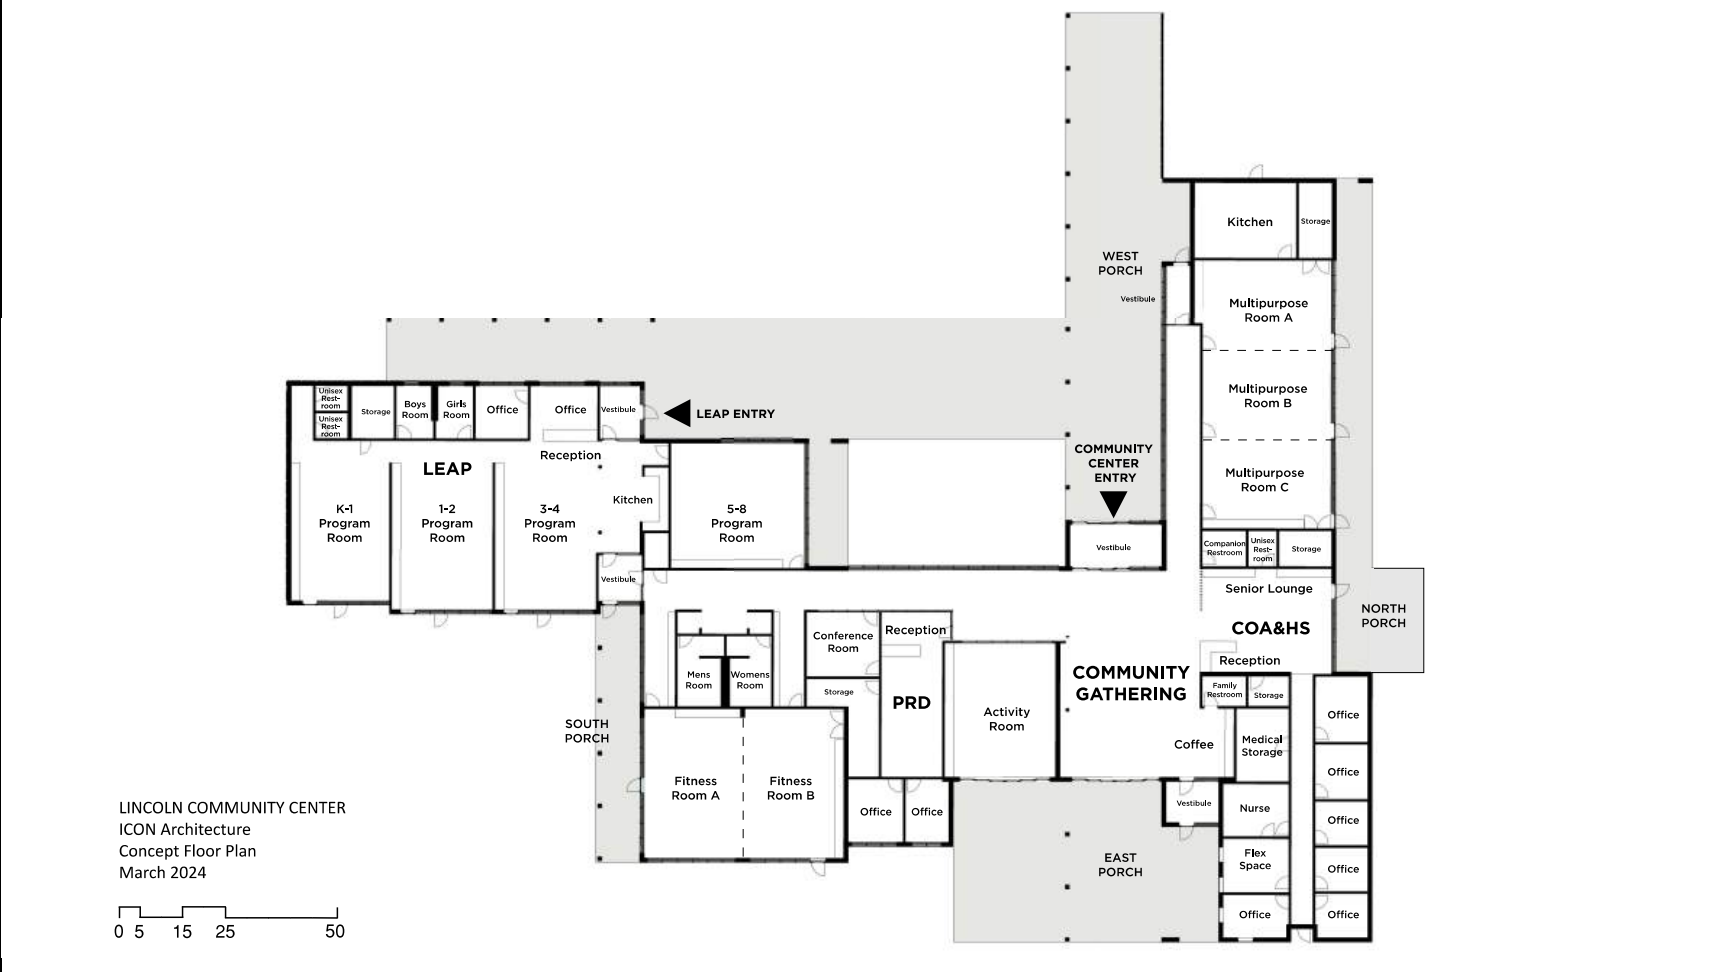 WEST
PORCH
Vestibule
Kitchen
Storage
Multipurpose
Room A
Multipurpose
Room B
Multipurpose
Room C
Unisex
Rest-
room
Unisex
Rest-
room
Storage
Boys
Room
Girls
Room
Office
Office
Vestibule
LEAP ENTRY
Reception
LEAP
Kitchen
K-1
Program
Room
1-2
Program
Room
3-4
Program
Room
5-8
Program
Room
Vestibule
COMMUNITY
CENTER
ENTRY
Vestibule
Companion
Restroom
Unisex
Rest-
room
Storage
Senior Lounge
COA&HS
Reception
NORTH
PORCH
Conference
Room
Reception
Storage
PRD
Mens
Room
Womens
Room
SOUTH
PORCH
Fitness
Room A
Fitness
Room B
Office
Office
Activity
Room
COMMUNITY
GATHERING
Coffee
Family
Restroom
Storage
Medical
Storage
Vestibule
Nurse
Flex
Space
Office
Office
Office
Office
Office
Office
EAST
PORCH
LINCOLN COMMUNITY CENTER
ICON Architecture
Concept Floor Plan
March 2024
0 5 15 25 50